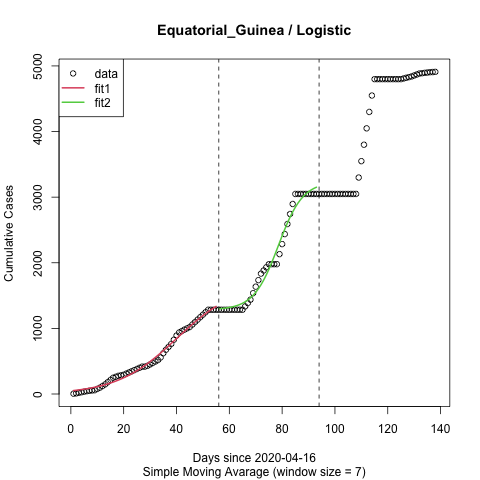 Equatorial_Guinea / Logistic
data
fit1
fit2
Cumulative Cases
5000
4000
3000
2000
1000
0
0 20 40 60 80 100 120 140
Days since 2020-04-16
Simple Moving Avarage (window size = 7)